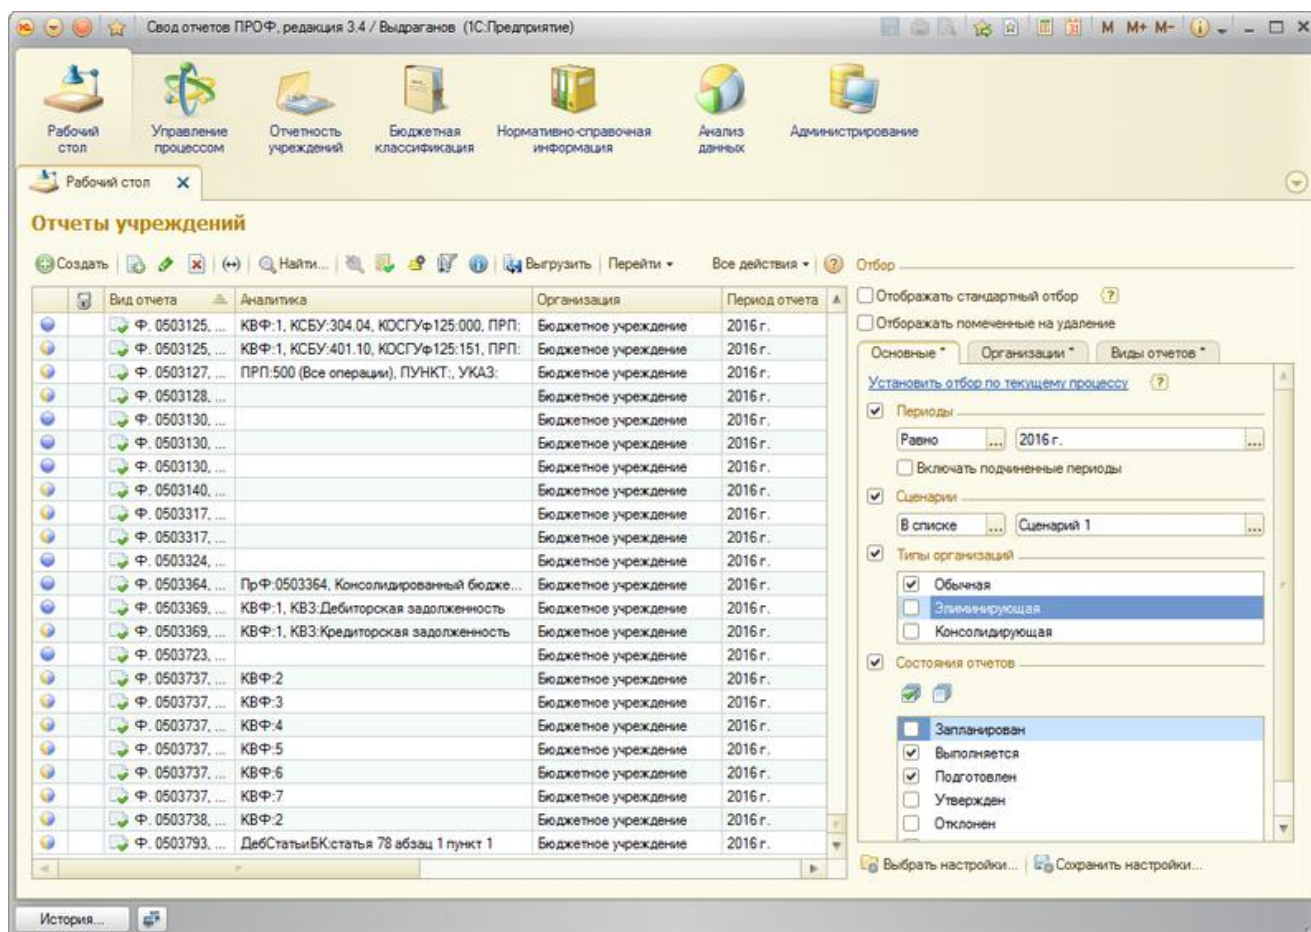 Свод отчетов ПРОФ, редакция 3.4 / Выдраганов (1С:Предприятие)
M M+ M-
Рабочий стол
Управление процессом
Отчетность учреждений
Бюджетная классификация
Нормативно-справочная информация
Анализ данных
Администрирование
Рабочий стол
Отчеты учреждений
Создать Найти... Выгрузить Перейти Все действия
Вид отчета Аналитика Организация Период отчета
Ф. 0503125, ... КВФ:1, КСБУ:304.04, КОСГУф125:000, ПРП: Бюджетное учреждение 2016 г.
Ф. 0503125, ... КВФ:1, КСБУ:401.10, КОСГУф125:151, ПРП: Бюджетное учреждение 2016 г.
Ф. 0503127, ... ПРП:500 (Все операции), ПУНКТ:, УКАЗ: Бюджетное учреждение 2016 г.
Ф. 0503128, ... Бюджетное учреждение 2016 г.
Ф. 0503130, ... Бюджетное учреждение 2016 г.
Ф. 0503130, ... Бюджетное учреждение 2016 г.
Ф. 0503130, ... Бюджетное учреждение 2016 г.
Ф. 0503140, ... Бюджетное учреждение 2016 г.
Ф. 0503317, ... Бюджетное учреждение 2016 г.
Ф. 0503317, ... Бюджетное учреждение 2016 г.
Ф. 0503324, ... Бюджетное учреждение 2016 г.
Ф. 0503364, ... ПрФ:0503364, Консолидированный бюдже... Бюджетное учреждение 2016 г.
Ф. 0503369, ... КВФ:1, КВЗ:Дебиторская задолженность Бюджетное учреждение 2016 г.
Ф. 0503369, ... КВФ:1, КВЗ:Кредиторская задолженность Бюджетное учреждение 2016 г.
Ф. 0503723, ... Бюджетное учреждение 2016 г.
Ф. 0503737, ... КВФ:2 Бюджетное учреждение 2016 г.
Ф. 0503737, ... КВФ:3 Бюджетное учреждение 2016 г.
Ф. 0503737, ... КВФ:4 Бюджетное учреждение 2016 г.
Ф. 0503737, ... КВФ:5 Бюджетное учреждение 2016 г.
Ф. 0503737, ... КВФ:6 Бюджетное учреждение 2016 г.
Ф. 0503737, ... КВФ:7 Бюджетное учреждение 2016 г.
Ф. 0503738, ... КВФ:2 Бюджетное учреждение 2016 г.
Ф. 0503793, ... ДебСтатьиБК:статья 78 абзац 1 пункт 1 Бюджетное учреждение 2016 г.
Отбор
Отображать стандартный отбор ?
Отборажать помеченные на удаление
Основные * Организации * Виды отчетов *
Установить отбор по текущему процессу ?
Периоды
Равно ... 2016 г. ...
Включать подчиненные периоды
Сценарии
В списке ... Сценарий 1 ...
Типы организаций
Обычная
Элиминирующая
Консолидирующая
Состояния отчетов
Запланирован
Выполняется
Подготовлен
Утвержден
Отклонен
Выбрать настройки... Сохранить настройки...
История...